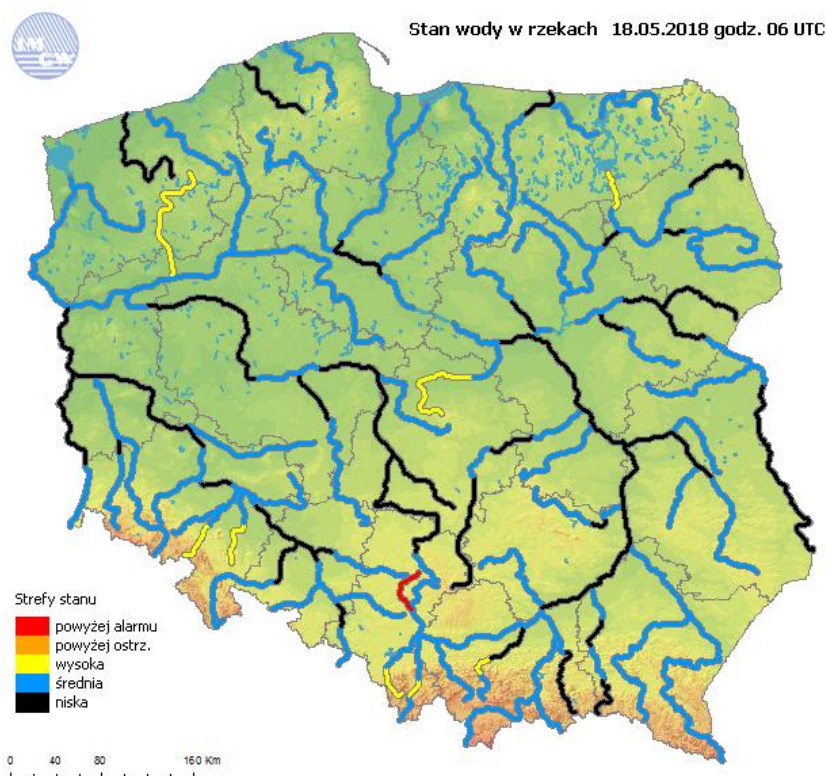 IMGW
Stan wody w rzekach 18.05.2018 godz. 06 UTC
Strefy stanu
powyżej alarmu
powyżej ostrz.
wysoka
średnia
niska
0 40 80 160 Km